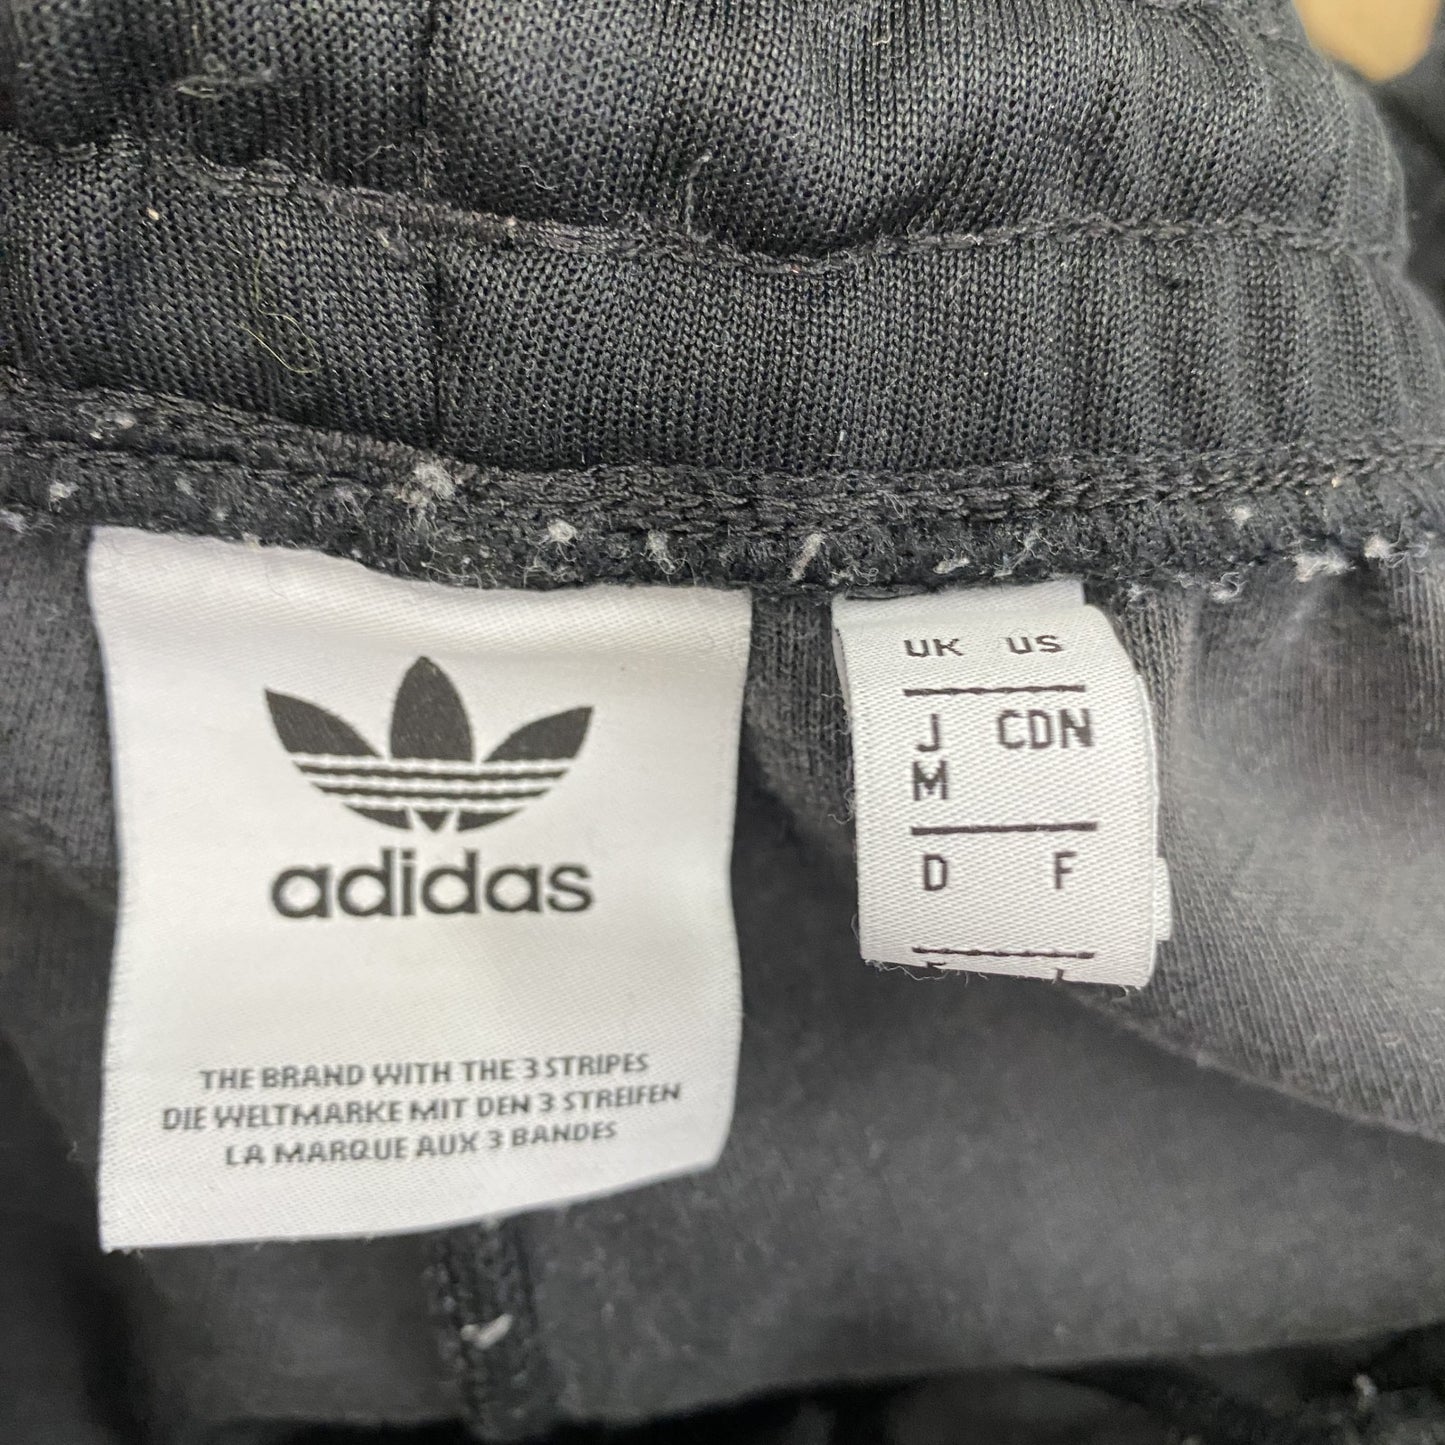 adidas
THE BRAND WITH THE 3 STRIPES
DIE WELTMARKE MIT DEN 3 STREIFEN
LA MARQUE AUX 3 BANDES
UK US
J CDN
M
D F